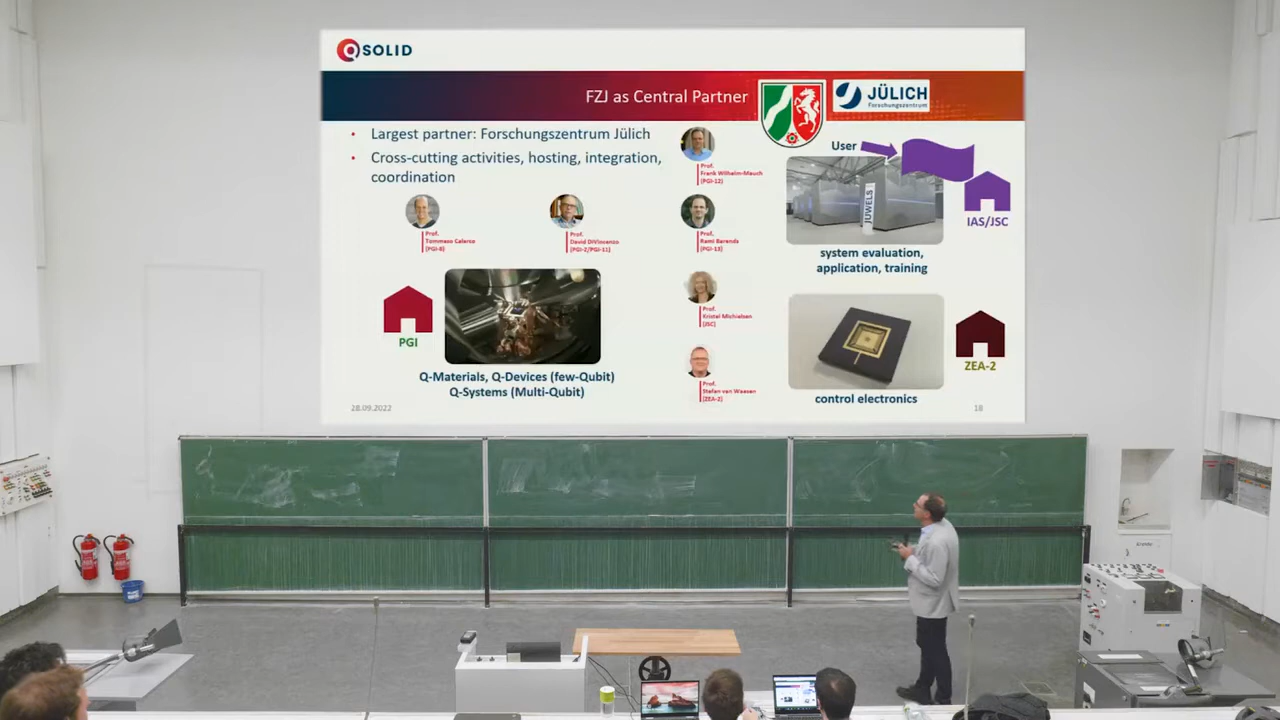 QSOLID
FZJ as Central Partner
JÜLICH
Forschungszentrum
• Largest partner: Forschungszentrum Jülich
• Cross-cutting activities, hosting, integration,
coordination
Prof.
Frank Wilhelm-Mauch
(PGI-12)
User
JUWELS
IAS/JSC
Prof.
Tommaso Calarco
(PGI-8)
Prof.
David DiVincenzo
(PGI-2/PGI-11)
Prof.
Rami Barends
(PGI-13)
system evaluation,
application, training
Prof.
Kristel Michielsen
(JSC)
PGI
Q-Materials, Q-Devices (few-Qubit)
Q-Systems (Multi-Qubit)
Prof.
Stefan van Waasen
(ZEA-2)
ZEA-2
control electronics
28.09.2022
18